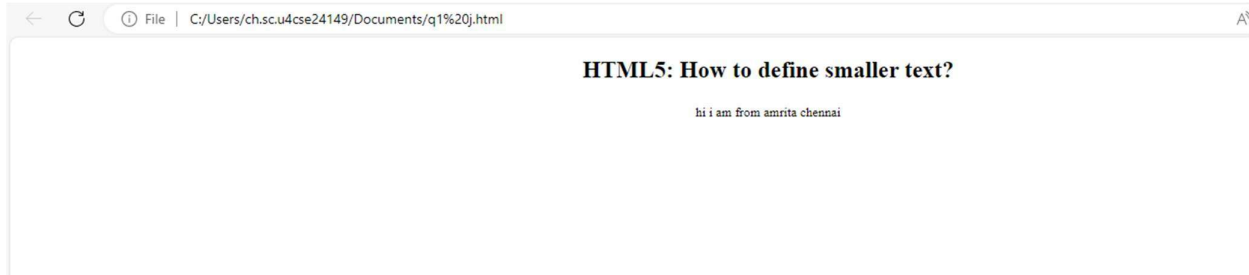 File | C:/Users/ch.sc.u4cse24149/Documents/q1%20j.html
HTML5: How to define smaller text?
hi i am from amrita chennai